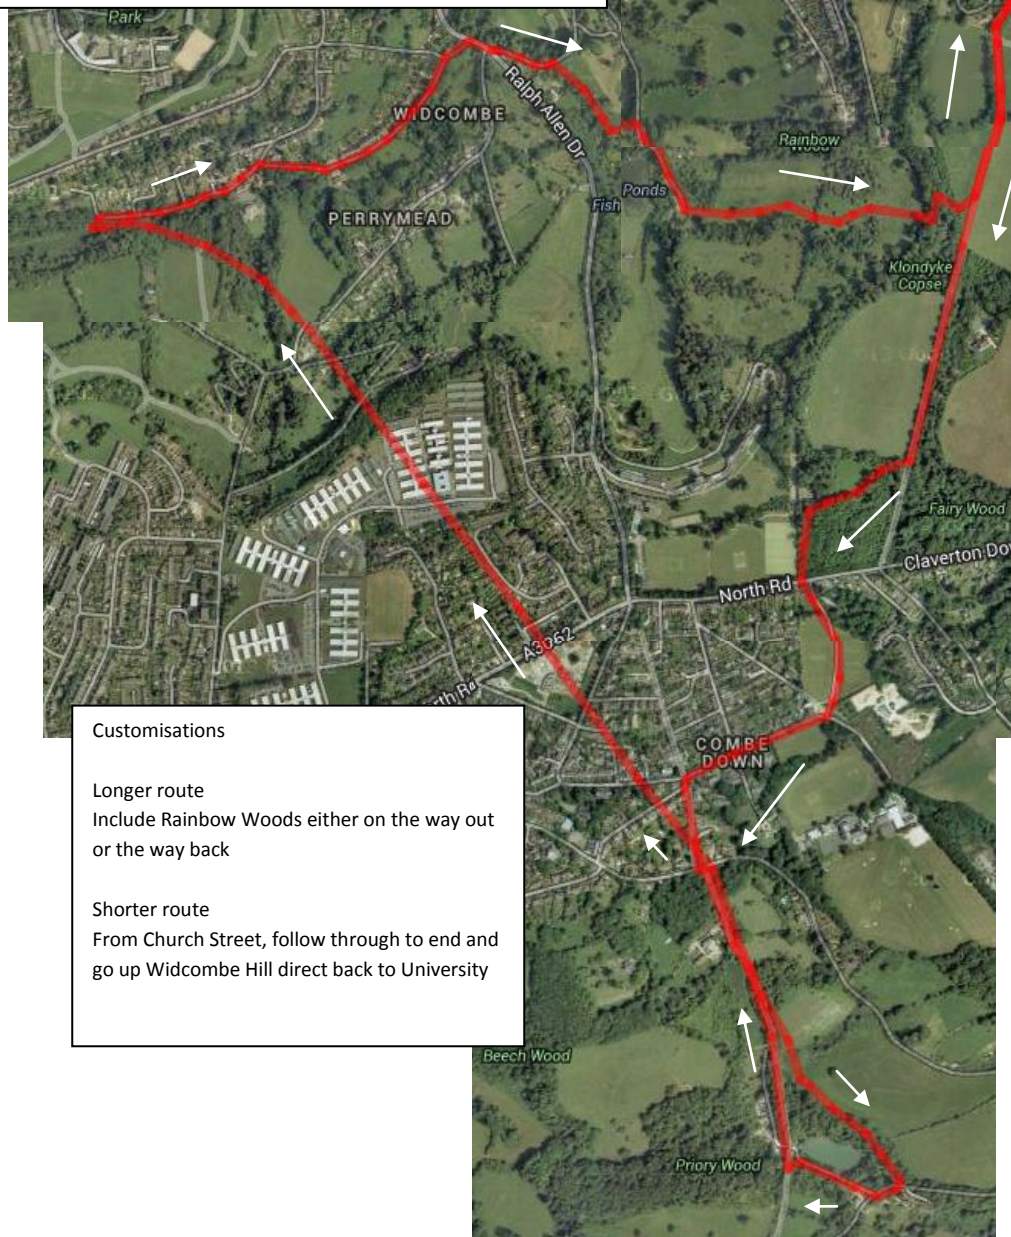 Park
WIDCOMBE
Ralph Allen Dr
Rainbow
Wood
Fish
Ponds
PERRYMEAD
Klondyke
Copse
Fairy Wood
Claverton Do
North Rd
A3062
rth Rd
COMBE
DOWN
Customisations
Longer route
Include Rainbow Woods either on the way out
or the way back
Shorter route
From Church Street, follow through to end and
go up Widcombe Hill direct back to University
Beech Wood
Priory Wood